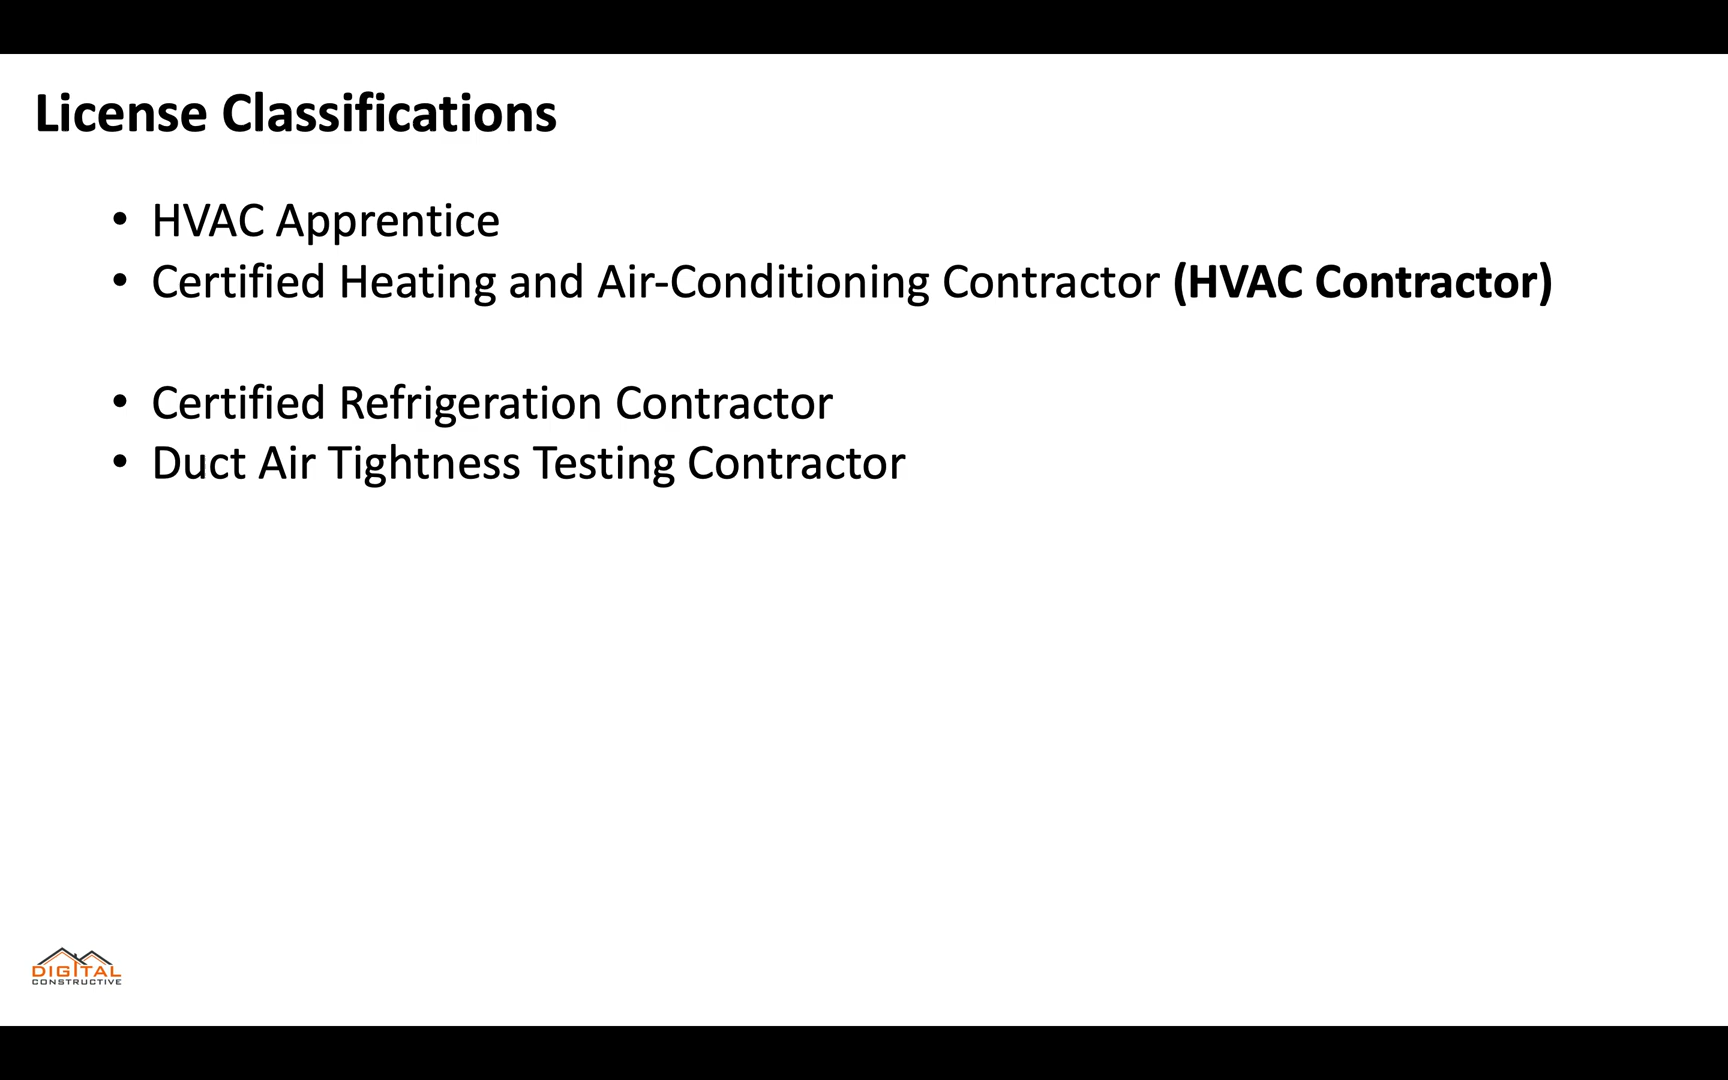 License Classifications
• HVAC Apprentice
• Certified Heating and Air-Conditioning Contractor (HVAC Contractor)
• Certified Refrigeration Contractor
• Duct Air Tightness Testing Contractor
DIGITAL
CONSTRUCTIVE